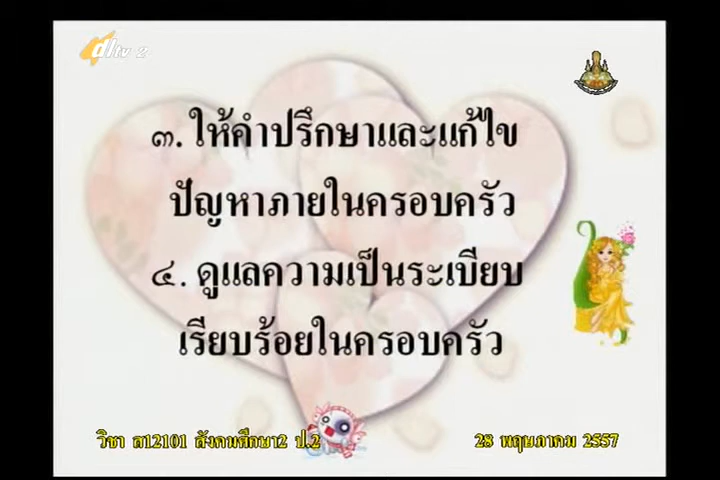 dltv 2
๓. ให้คำปรึกษาและแก้ไข
ปัญหาภายในครอบครัว
๔. ดูแลความเป็นระเบียบ
เรียบร้อยในครอบครัว
วิชา ส12101 สังคมศึกษา2 ป.2
28 พฤษภาคม 2557